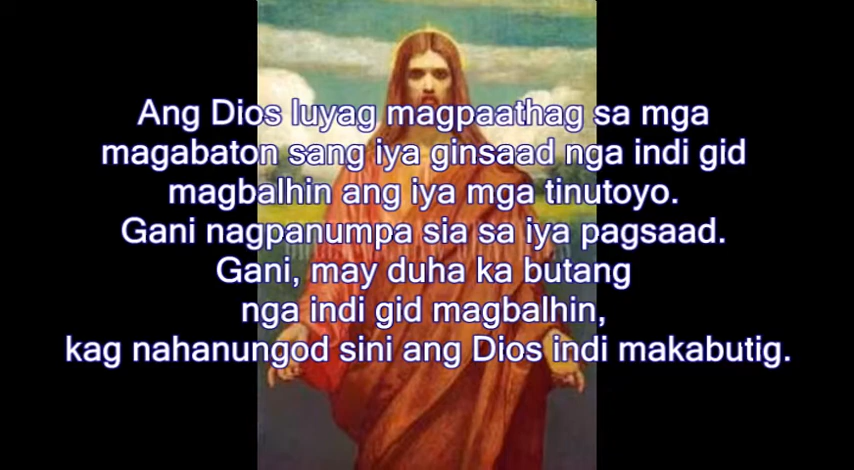 Ang Dios luyag magpaathag sa mga
magabaton sang iya ginsaad nga indi gid
magbalhin ang iya mga tinutoyo.
Gani nagpanumpa sia sa iya pagsaad.
Gani, may duha ka butang
nga indi gid magbalhin,
kag nahanungod sini ang Dios indi makabutig.